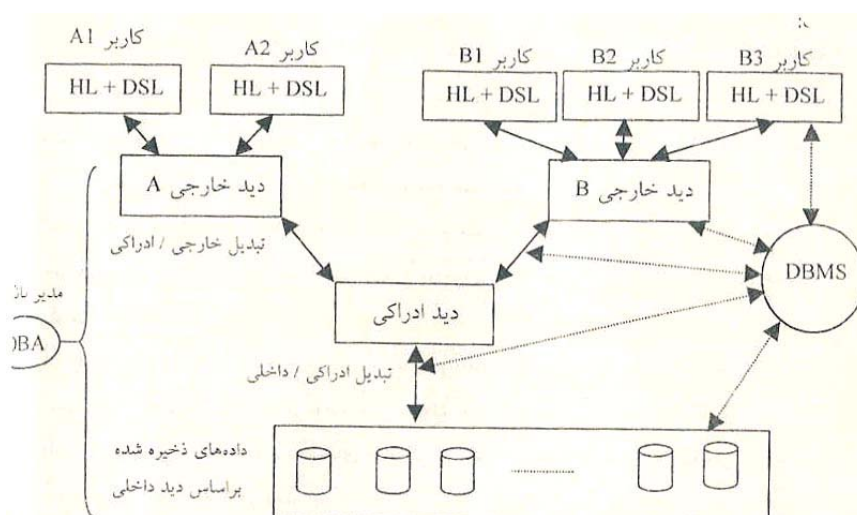 کاربر A1
کاربر A2
کاربر B1
کاربر B2
کاربر B3
HL + DSL
HL + DSL
HL + DSL
HL + DSL
HL + DSL
دید خارجی A
دید خارجی B
تبدیل خارجی / ادراکی
DBMS
مدیر
دید ادراکی
تبدیل ادراکی / داخلی
داده‌های ذخیره شده
براساس دید داخلی